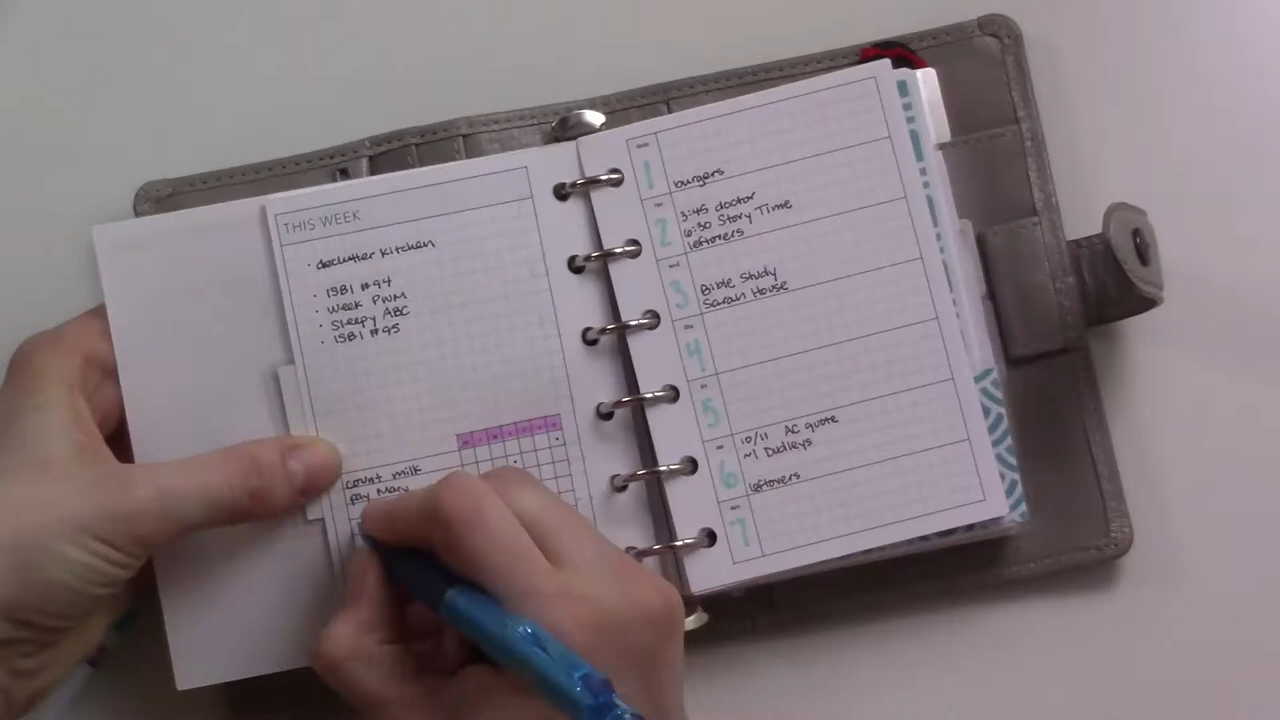 THIS WEEK
• declutter kitchen
• ISBI #94
• Week PWM
• Sleepy ABC
• ISBI #95
count milk
pay Mary
1
burgers
2
3:45 doctor
6:30 Story Time
leftovers
3
Bible Study
Sarah House
4
5
6
10/11 AC quote
~1 Dudleys
leftovers
7